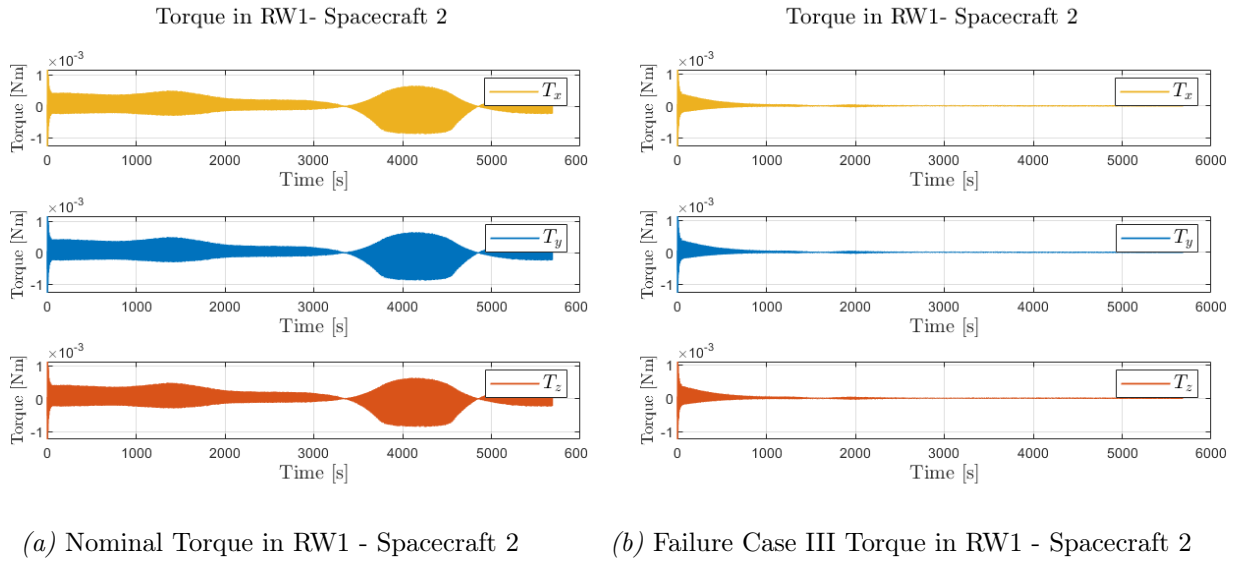 Torque in RW1- Spacecraft 2
×10-3
Torque [Nm]
1
0
-1
Tx
0 1000 2000 3000 4000 5000 600
Time [s]
×10-3
Torque [Nm]
1
0
-1
Ty
0 1000 2000 3000 4000 5000 600
Time [s]
×10-3
Torque [Nm]
1
0
-1
Tz
0 1000 2000 3000 4000 5000 600
Time [s]
(a) Nominal Torque in RW1 - Spacecraft 2
Torque in RW1- Spacecraft 2
×10-3
Torque [Nm]
1
0
-1
Tx
0 1000 2000 3000 4000 5000 6000
Time [s]
×10-3
Torque [Nm]
1
0
-1
Ty
0 1000 2000 3000 4000 5000 6000
Time [s]
×10-3
Torque [Nm]
1
0
-1
Tz
0 1000 2000 3000 4000 5000 6000
Time [s]
(b) Failure Case III Torque in RW1 - Spacecraft 2